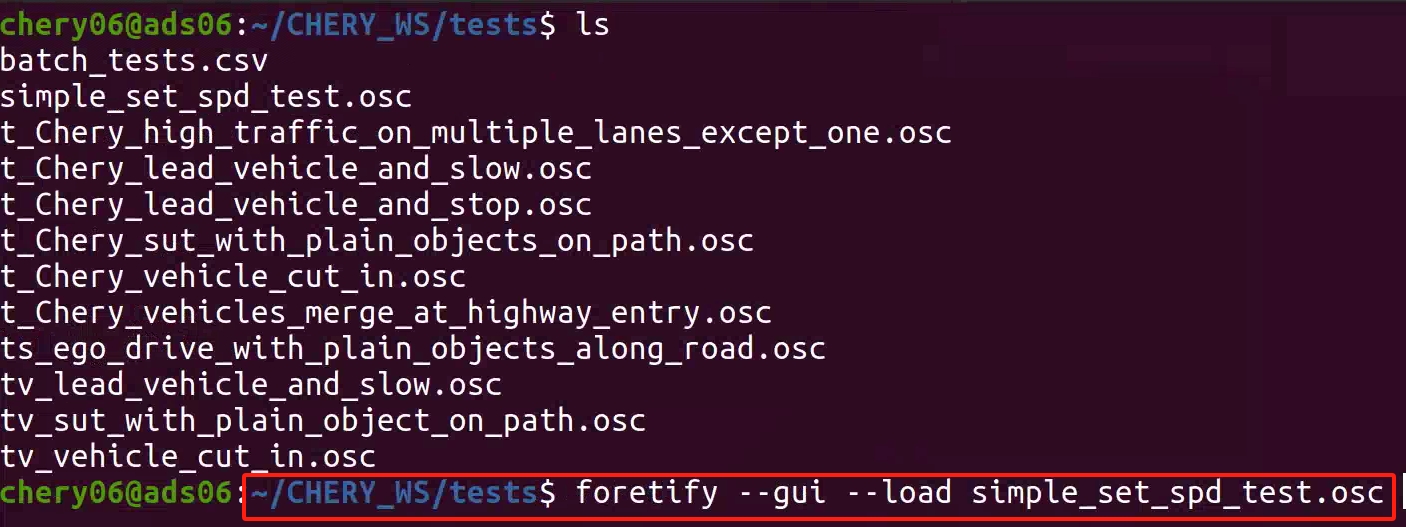 chery06@ads06:~/CHERY_WS/tests$ ls
batch_tests.csv
simple_set_spd_test.osc
t_Chery_high_traffic_on_multiple_lanes_except_one.osc
t_Chery_lead_vehicle_and_slow.osc
t_Chery_lead_vehicle_and_stop.osc
t_Chery_sut_with_plain_objects_on_path.osc
t_Chery_vehicle_cut_in.osc
t_Chery_vehicles_merge_at_highway_entry.osc
ts_ego_drive_with_plain_objects_along_road.osc
tv_lead_vehicle_and_slow.osc
tv_sut_with_plain_object_on_path.osc
tv_vehicle_cut_in.osc
chery06@ads06:~/CHERY_WS/tests$ foretify --gui --load simple_set_spd_test.osc